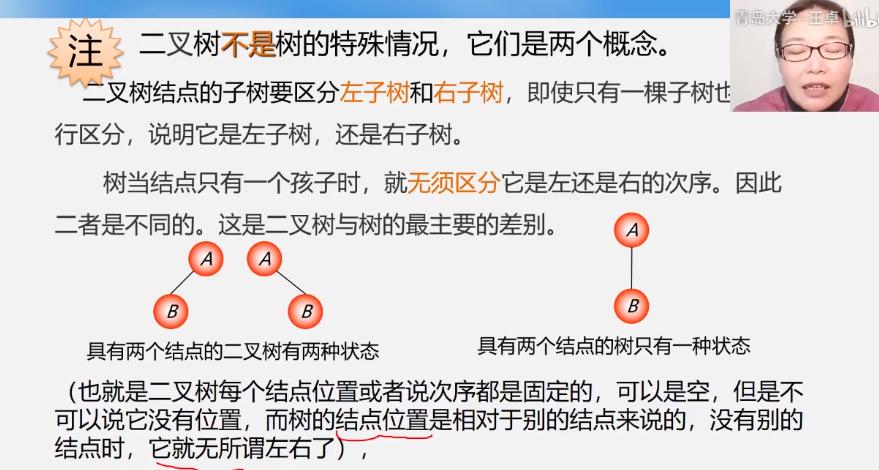 青岛大学-王卓 bilibili
注 二叉树不是树的特殊情况，它们是两个概念。
二叉树结点的子树要区分左子树和右子树，即使只有一棵子树也
行区分，说明它是左子树，还是右子树。
树当结点只有一个孩子时，就无须区分它是左还是右的次序。因此
二者是不同的。这是二叉树与树的最主要的差别。
A A A
B B B
具有两个结点的二叉树有两种状态 具有两个结点的树只有一种状态
（也就是二叉树每个结点位置或者说次序都是固定的，可以是空，但是不
可以说它没有位置，而树的结点位置是相对于别的结点来说的，没有别的
结点时，它就无所谓左右了），